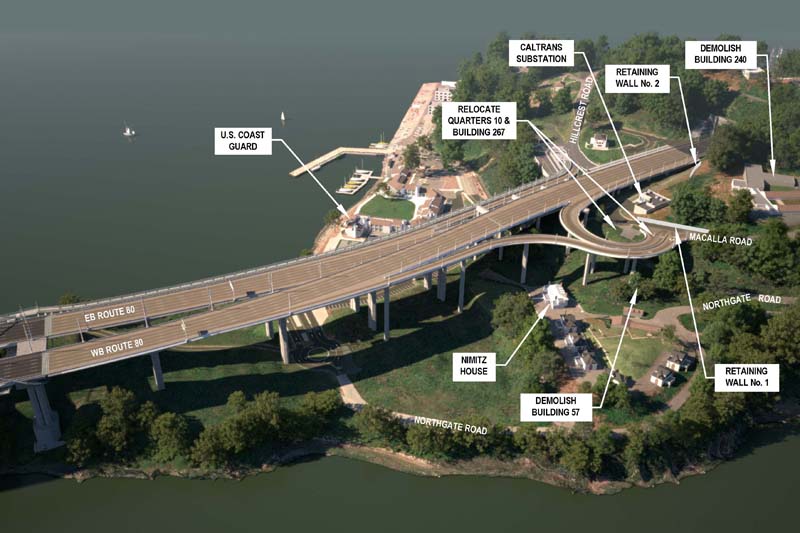 CALTRANS
SUBSTATION
DEMOLISH
BUILDING 240
RETAINING
WALL No. 2
RELOCATE
QUARTERS 10 &
BUILDING 267
HILLCREST ROAD
U.S. COAST
GUARD
MACALLA ROAD
NORTHGATE ROAD
EB ROUTE 80
WB ROUTE 80
NIMITZ
HOUSE
RETAINING
WALL No. 1
DEMOLISH
BUILDING 57
NORTHGATE ROAD